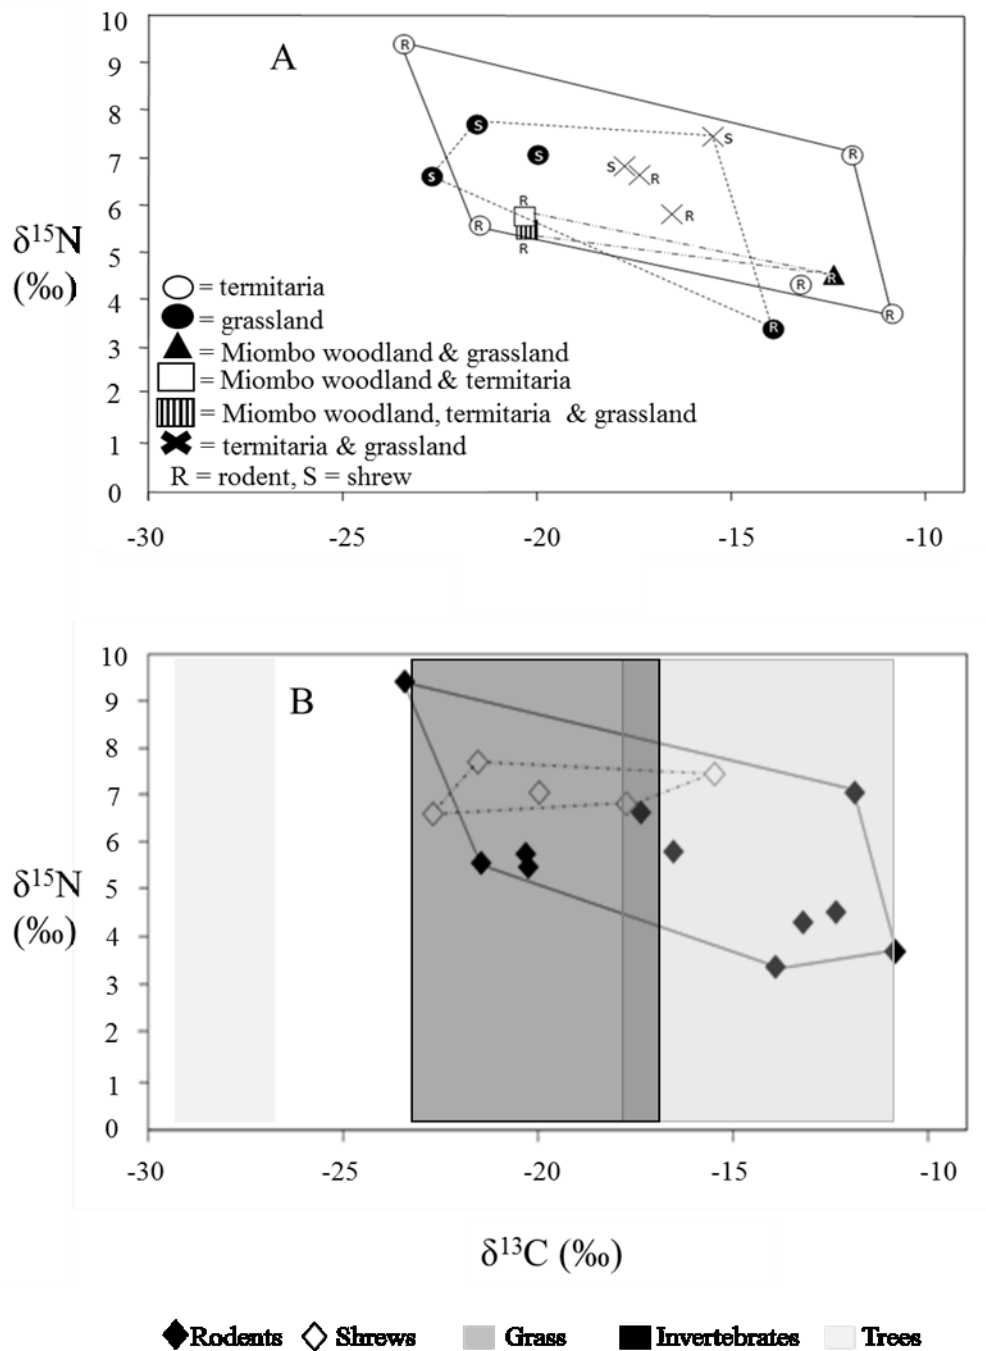 10
A
9
8
7
6
5
4
3
2
1
0
δ15N
(‰)
R
R
S
S
S
S
S
R
R
S
R
R
R
R
R
R
R
R
= termitaria
= grassland
= Miombo woodland & grassland
= Miombo woodland & termitaria
= Miombo woodland, termitaria & grassland
= termitaria & grassland
R = rodent, S = shrew
-30 -25 -20 -15 -10
10
B
9
8
7
6
5
4
3
2
1
0
δ15N
(‰)
-30 -25 -20 -15 -10
δ13C (‰)
Rodents Shrews Grass Invertebrates Trees